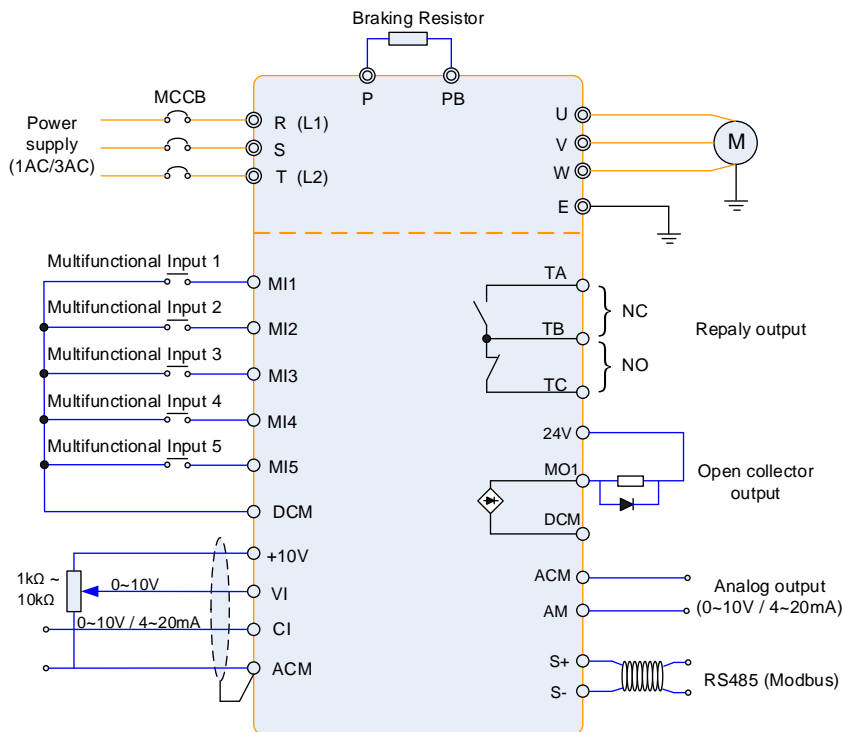 Braking Resistor
P
PB
MCCB
Power
supply
(1AC/3AC)
R (L1)
S
T (L2)
U
V
W
E
M
Multifunctional Input 1
MI1
Multifunctional Input 2
MI2
Multifunctional Input 3
MI3
Multifunctional Input 4
MI4
Multifunctional Input 5
MI5
DCM
TA
NC
TB
NO
TC
Repaly output
24V
MO1
DCM
Open collector
output
+10V
1kΩ ~
10kΩ
0~10V
VI
0~10V / 4~20mA
CI
ACM
ACM
AM
Analog output
(0~10V / 4~20mA)
S+
S-
RS485 (Modbus)